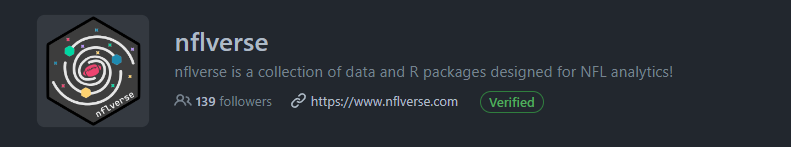 nflverse
nflverse is a collection of data and R packages designed for NFL analytics!
139 followers https://www.nflverse.com Verified
nflverse